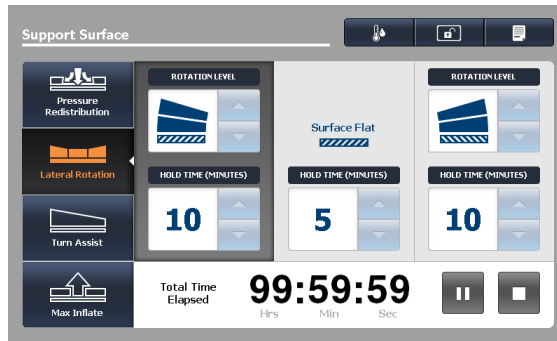 Support Surface
Pressure
Redistribution
Lateral Rotation
Turn Assist
Max Inflate
ROTATION LEVEL
HOLD TIME (MINUTES)
10
Surface Flat
HOLD TIME (MINUTES)
5
ROTATION LEVEL
HOLD TIME (MINUTES)
10
Total Time
Elapsed
99:59:59
Hrs Min Sec